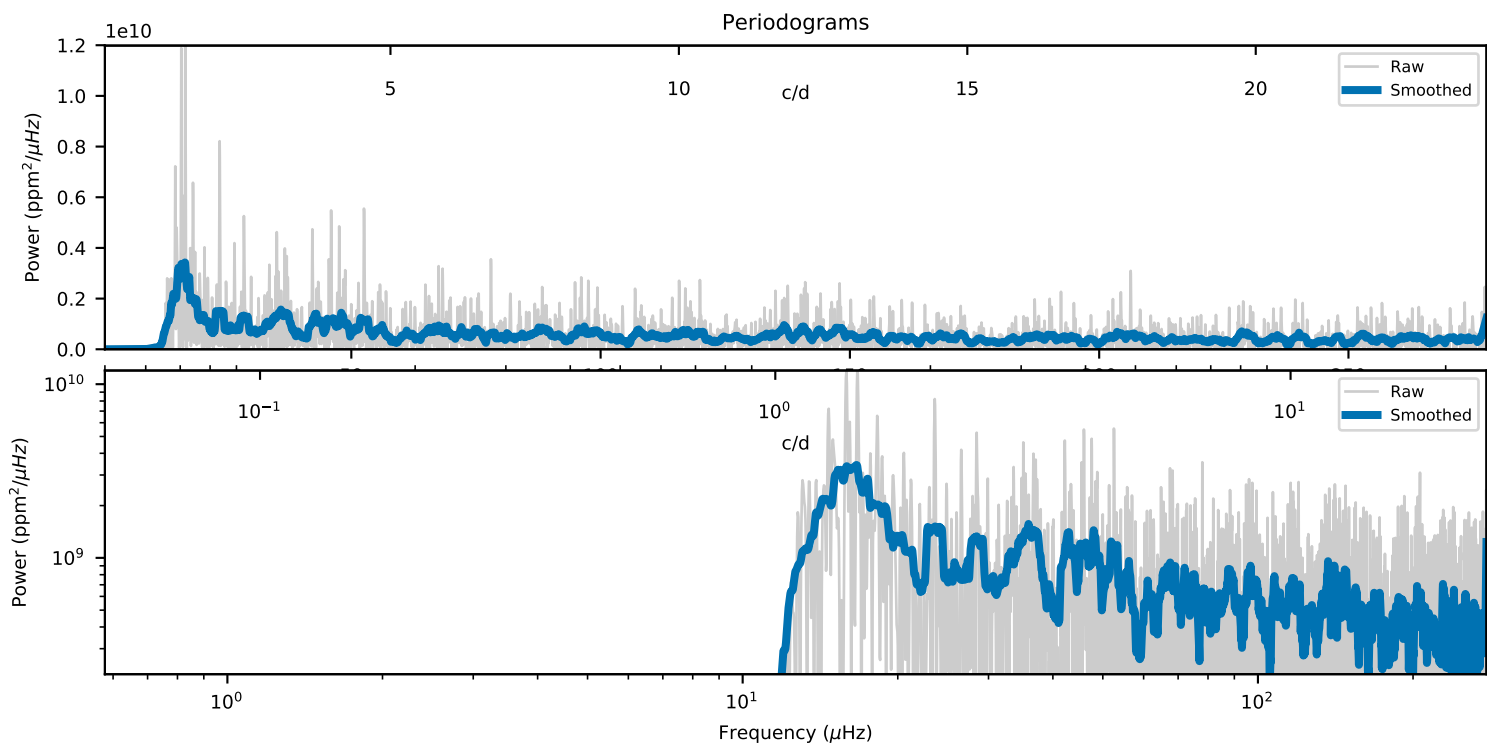 Periodograms
1e10
1.2
1.0
0.8
0.6
0.4
0.2
0.0
Power (ppm²/μHz)
5
10
15
20
c/d
Raw
Smoothed
10¹⁰
10⁹
Power (ppm²/μHz)
10⁻¹
10⁰
10¹
c/d
Raw
Smoothed
10⁰
10¹
10²
Frequency (μHz)